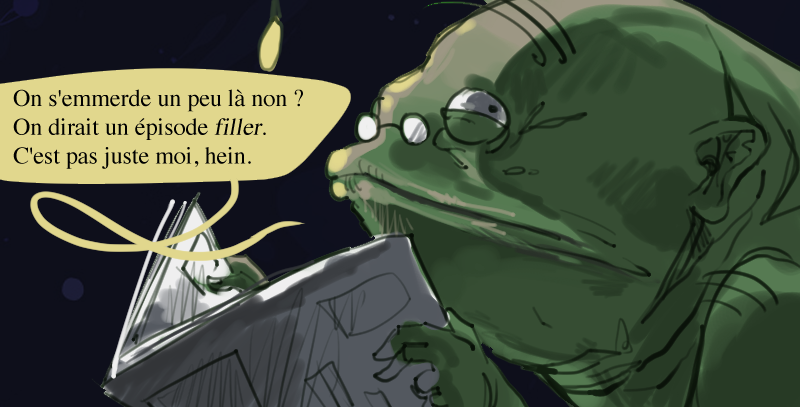 On s'emmerde un peu là non ?
On dirait un épisode filler.
C'est pas juste moi, hein.